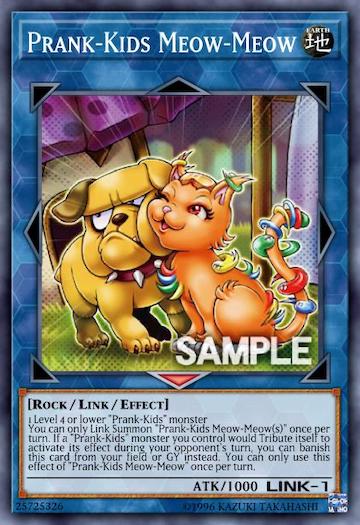 PRANK-KIDS MEOW-MEOW
EARTH
地
SAMPLE
[ROCK / LINK / EFFECT]
1 Level 4 or lower "Prank-Kids" monster
You can only Link Summon "Prank-Kids Meow-Meow(s)" once per
turn. If a "Prank-Kids" monster you control would Tribute itself to
activate its effect during your opponent's turn, you can banish
this card from your field or GY instead. You can only use this
effect of "Prank-Kids Meow-Meow" once per turn.
ATK/1000 LINK-1
25725326 ©1996 KAZUKI TAKAHASHI